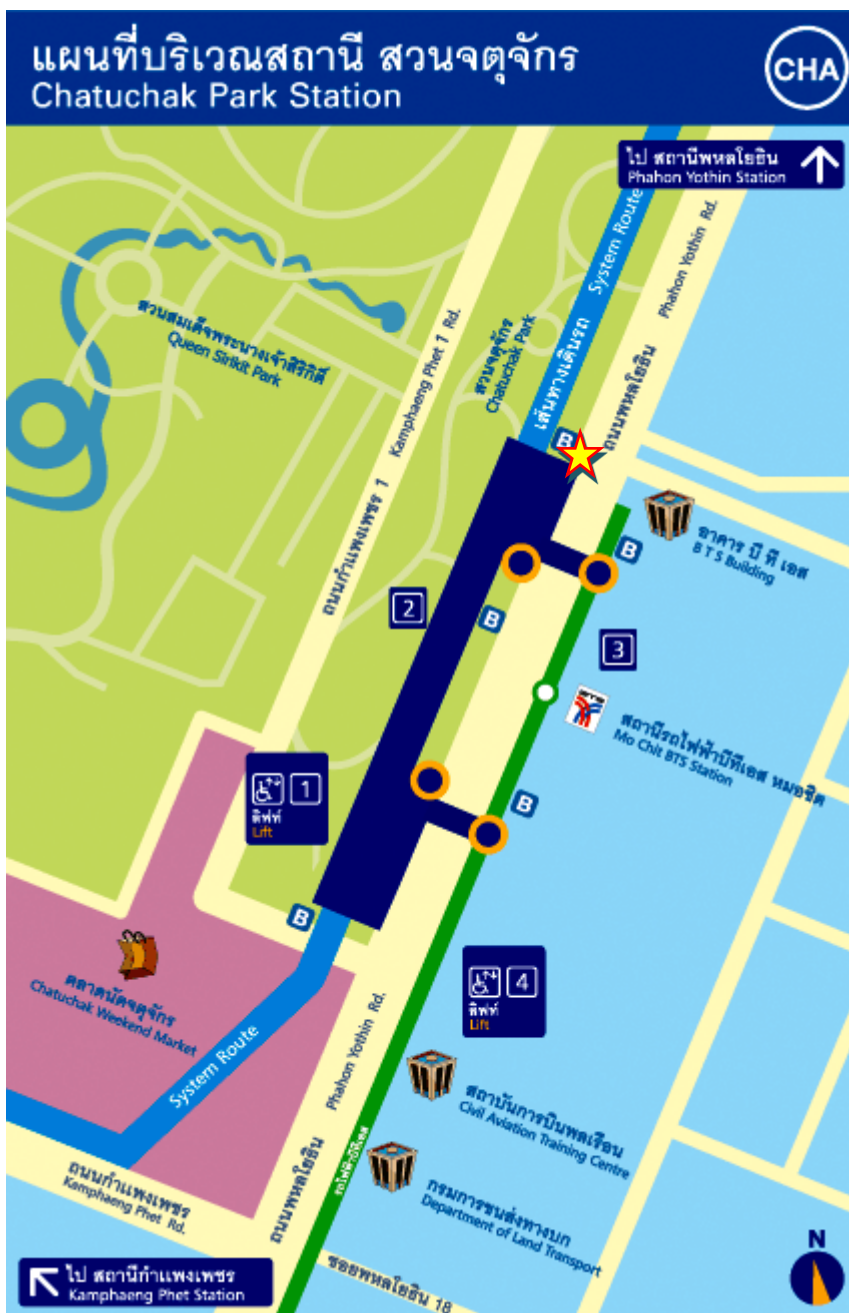 แผนที่บริเวณสถานี สวนจตุจักร
Chatuchak Park Station
CHA
ไป สถานีพหลโยธิน
Phahon Yothin Station
System Route
เส้นทางเดินรถ
Phahon Yothin Rd.
ถนนพหลโยธิน
สวนสมเด็จพระนางเจ้าสิริกิติ์
Queen Sirikit Park
Kamphaeng Phet 1 Rd.
ถนนกำแพงเพชร 1
สวนจตุจักร
Chatuchak Park
B
อาคาร บี ที เอส
B T S Building
B
2
B
3
BTS
สถานีรถไฟฟ้าบีทีเอส หมอชิต
Mo Chit BTS Station
1
ลิฟท์
Lift
B
B
4
ลิฟท์
Lift
ตลาดนัดจตุจักร
Chatuchak Weekend Market
System Route
Phahon Yothin Rd.
ถนนพหลโยธิน
รถไฟฟ้าบีทีเอส
สถาบันการบินพลเรือน
Civil Aviation Training Centre
กรมการขนส่งทางบก
Department of Land Transport
ถนนกำแพงเพชร
Kamphaeng Phet Rd.
ซอยพหลโยธิน 18
ไป สถานีกำแพงเพชร
Kamphaeng Phet Station
N